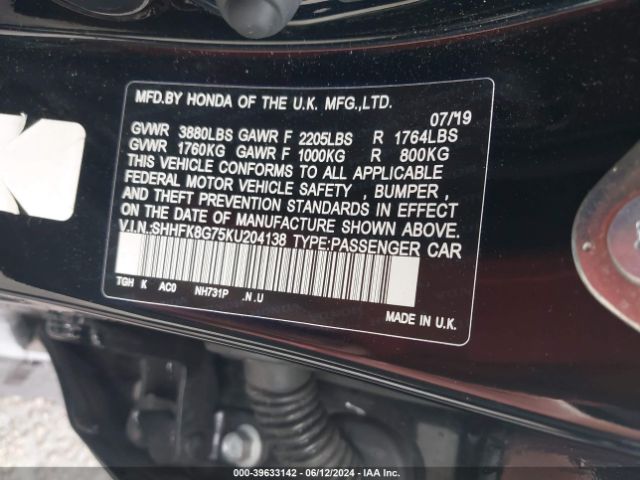 MFD.BY HONDA OF THE U.K. MFG.,LTD.
07/19
GVWR 3880LBS GAWR F 2205LBS R 1764LBS
GVWR 1760KG GAWR F 1000KG R 800KG
THIS VEHICLE CONFORMS TO ALL APPLICABLE
FEDERAL MOTOR VEHICLE SAFETY , BUMPER ,
AND THEFT PREVENTION STANDARDS IN EFFECT
ON THE DATE OF MANUFACTURE SHOWN ABOVE.
V.I.N.:SHHFK8G75KU204138 TYPE:PASSENGER CAR
TGH K AC0 NH731P .N.U
MADE IN U.K.
000-39633142 - 06/12/2024 - IAA Inc.